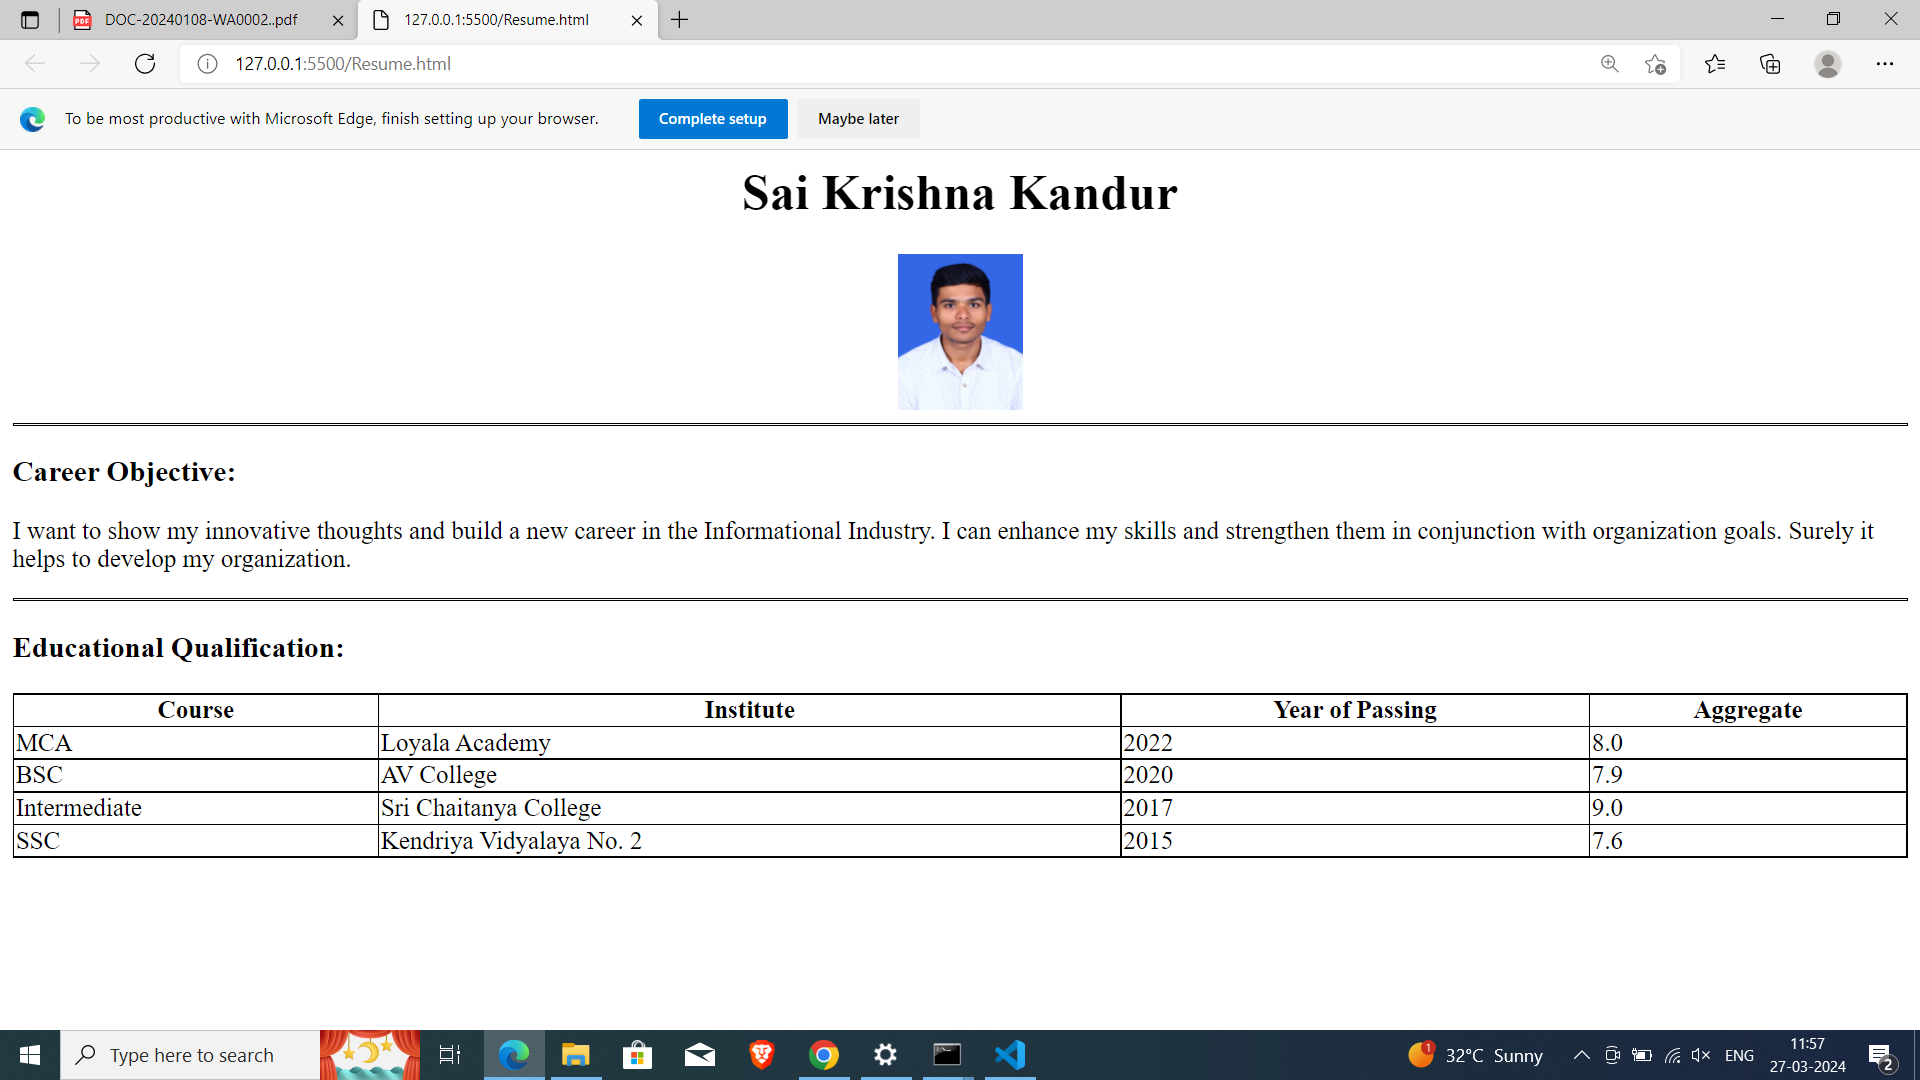 DOC-20240108-WA0002..pdf
127.0.0.1:5500/Resume.html
127.0.0.1:5500/Resume.html
To be most productive with Microsoft Edge, finish setting up your browser.
Complete setup
Maybe later
Sai Krishna Kandur
Career Objective:
I want to show my innovative thoughts and build a new career in the Informational Industry. I can enhance my skills and strengthen them in conjunction with organization goals. Surely it
helps to develop my organization.
Educational Qualification:
Course Institute Year of Passing Aggregate
MCA Loyala Academy 2022 8.0
BSC AV College 2020 7.9
Intermediate Sri Chaitanya College 2017 9.0
SSC Kendriya Vidyalaya No. 2 2015 7.6
Type here to search
1
32°C Sunny
ENG
11:57
27-03-2024
2